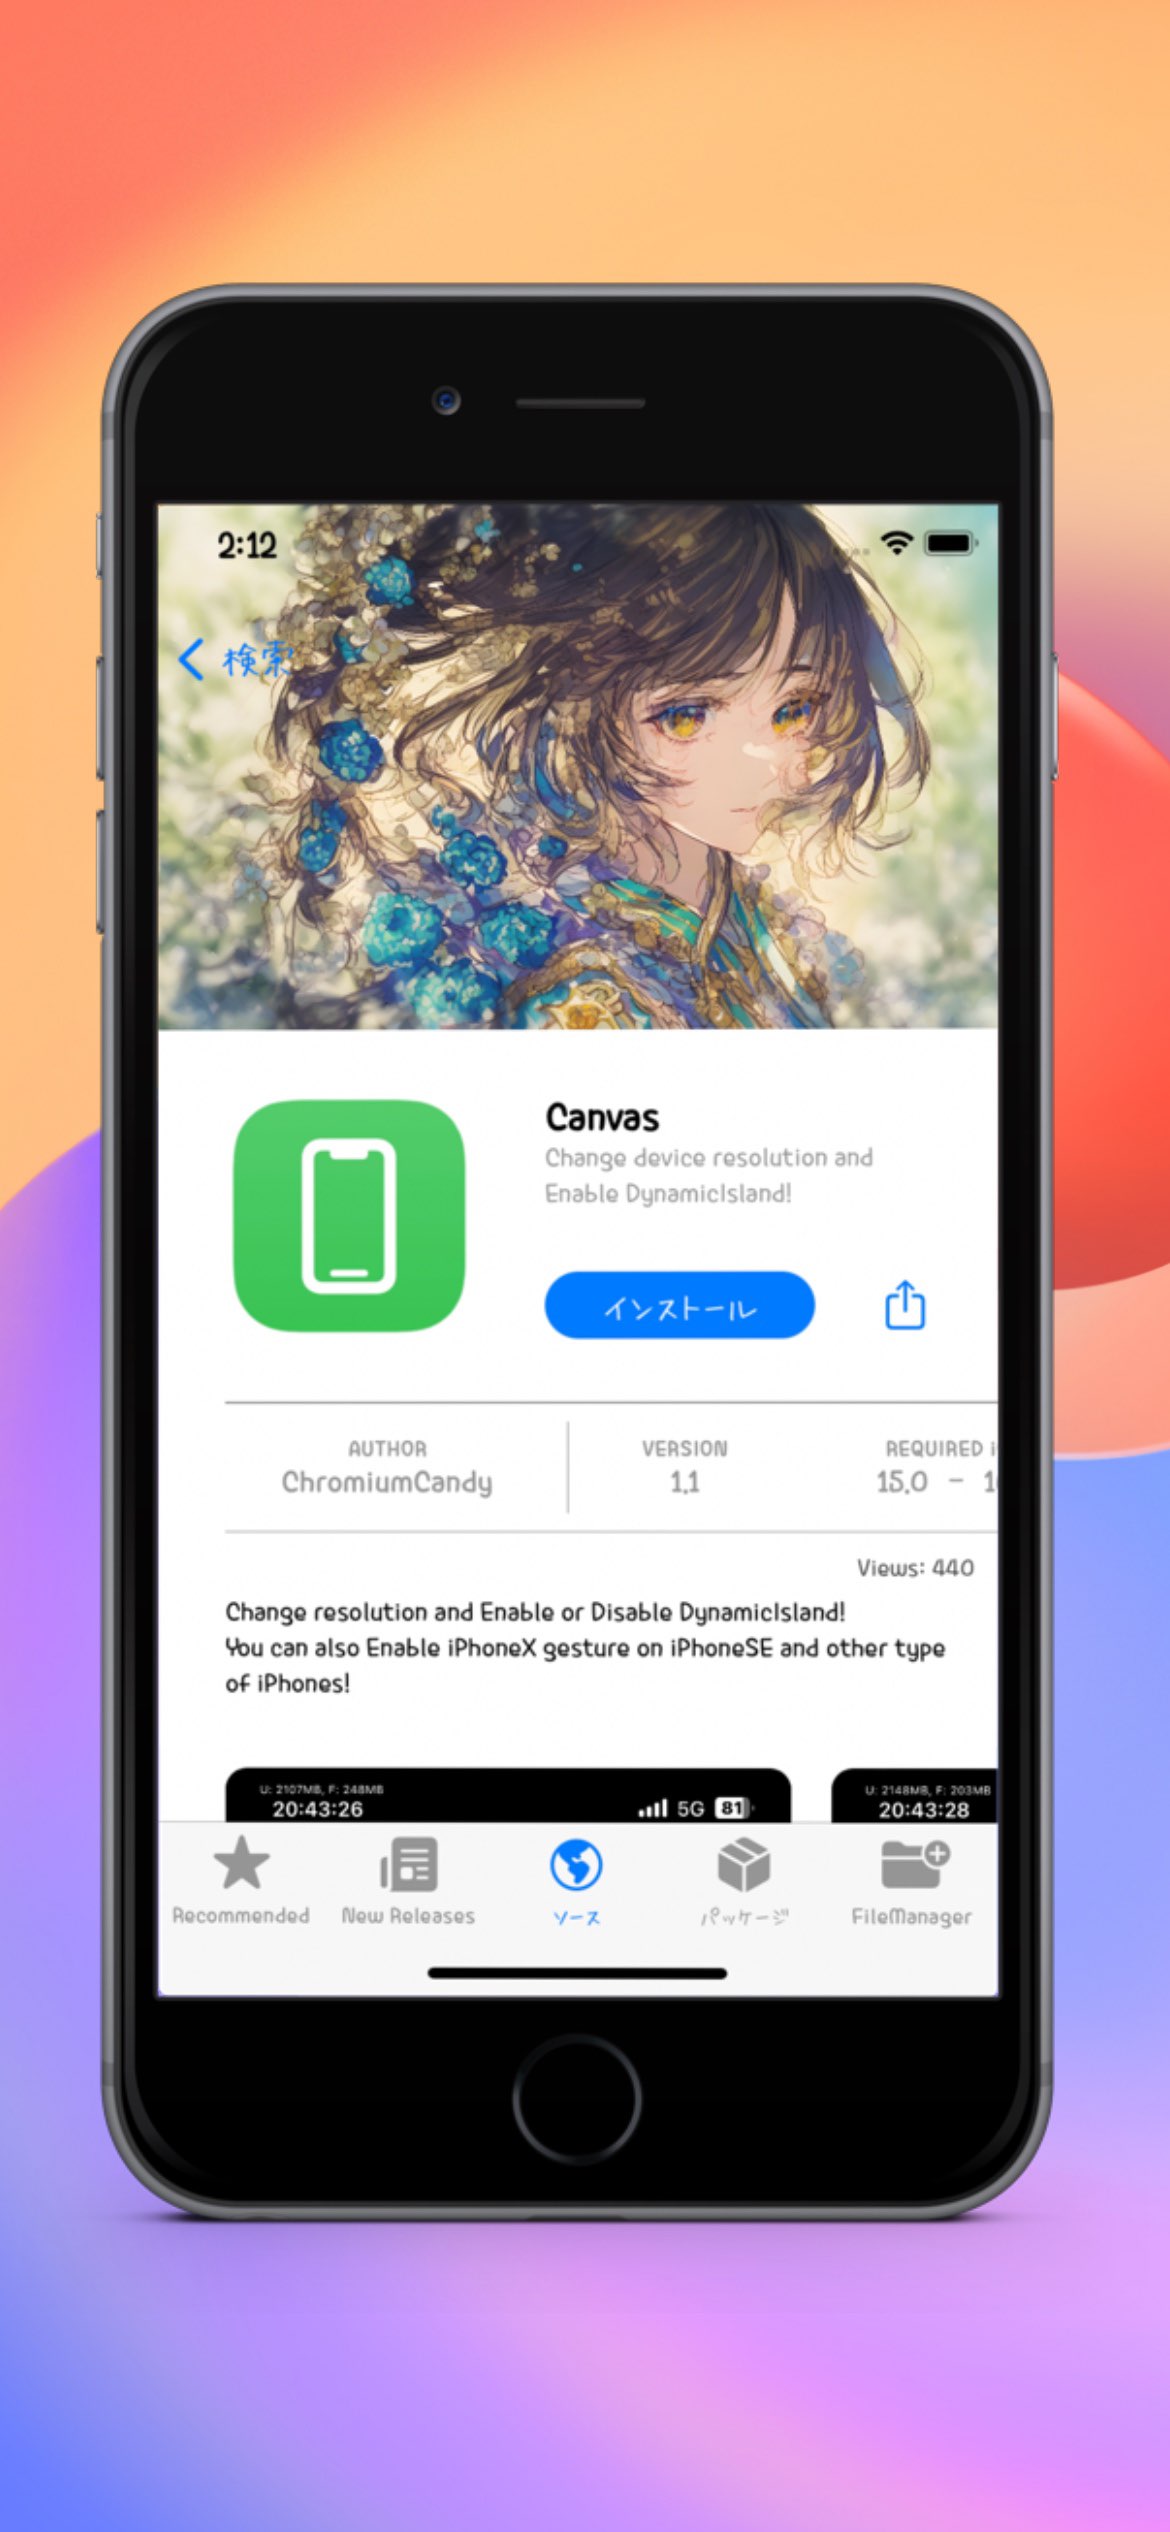 2:12
検索
Canvas
Change device resolution and
Enable DynamicIsland!
インストール
AUTHOR
ChromiumCandy
VERSION
1.1
REQUIRED
15.0 -
Views: 440
Change resolution and Enable or Disable DynamicIsland!
You can also Enable iPhoneX gesture on iPhoneSE and other type
of iPhones!
U: 2107MB, F: 248MB
20:43:26
5G 81
U: 2148MB, F: 203MB
20:43:28
Recommended
New Releases
ソース
パッケージ
FileManager